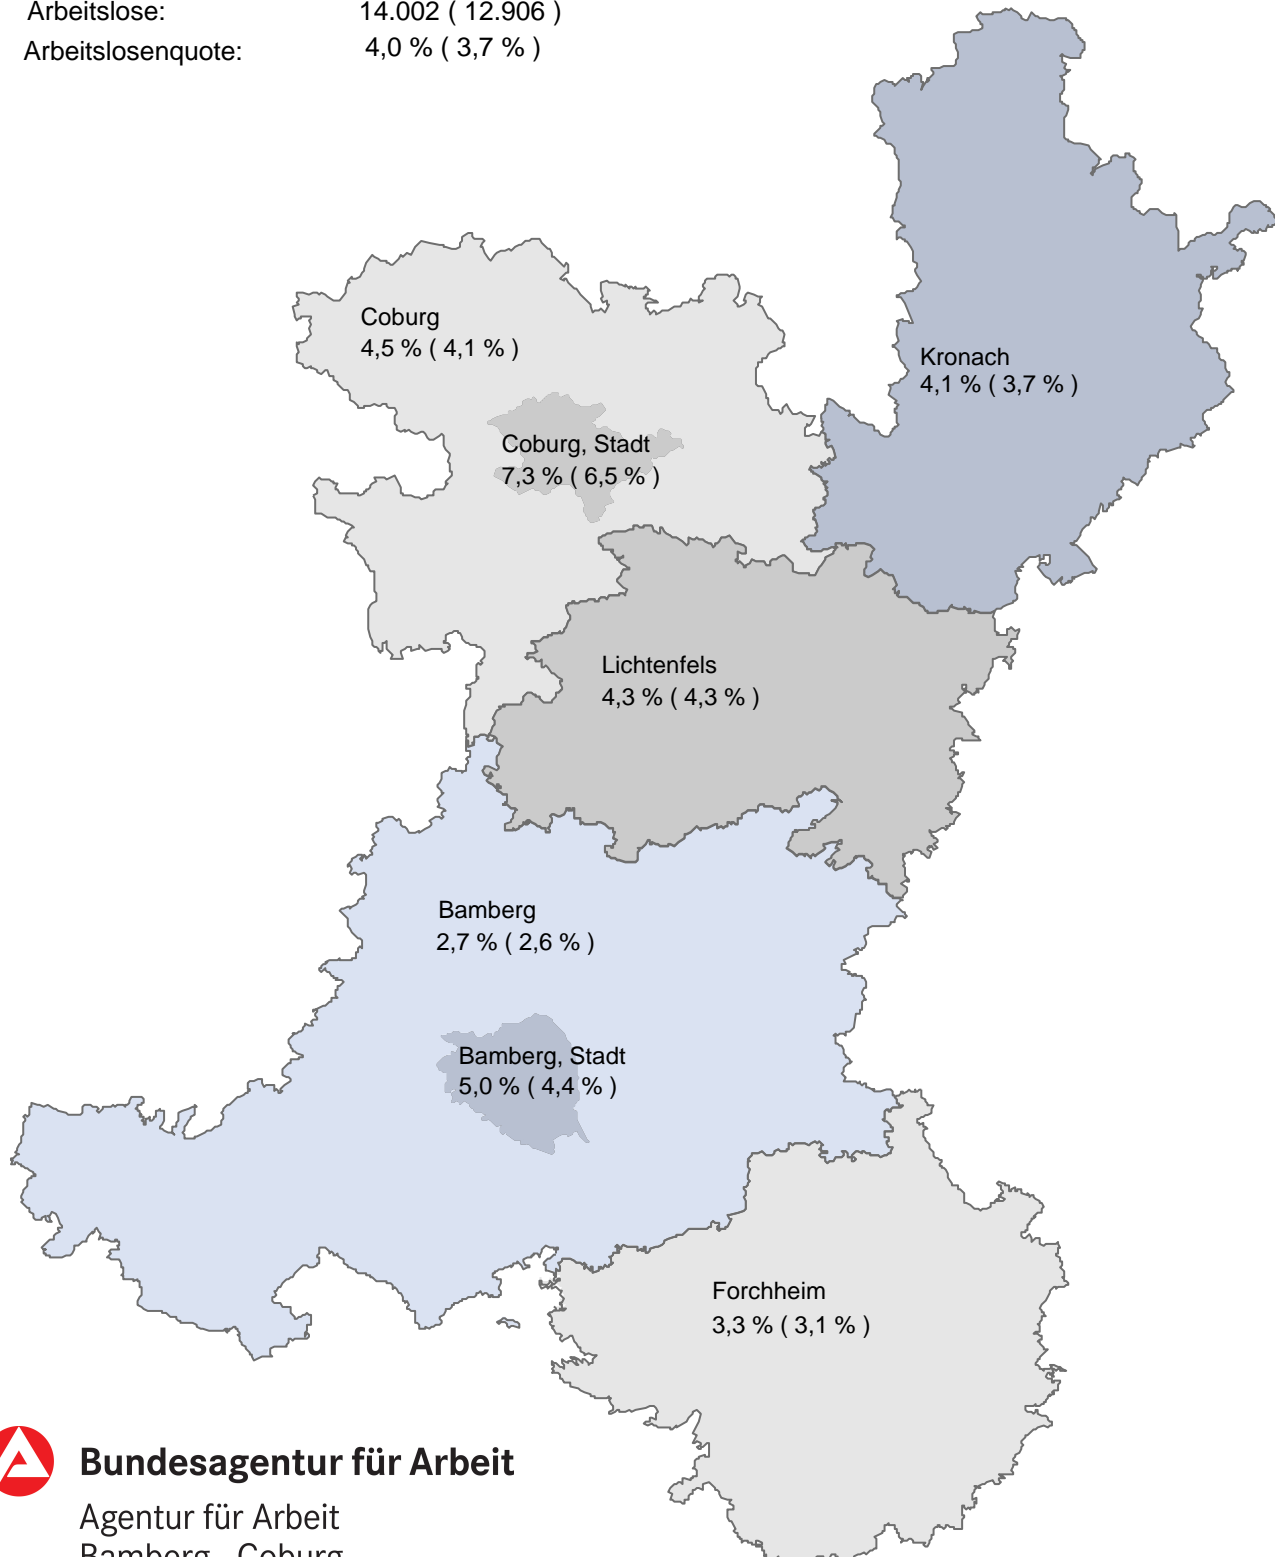 Arbeitslose: 14.002 ( 12.906 )
Arbeitslosenquote: 4,0 % ( 3,7 % )
Coburg
4,5 % ( 4,1 % )
Kronach
4,1 % ( 3,7 % )
Coburg, Stadt
7,3 % ( 6,5 % )
Lichtenfels
4,3 % ( 4,3 % )
Bamberg
2,7 % ( 2,6 % )
Bamberg, Stadt
5,0 % ( 4,4 % )
Forchheim
3,3 % ( 3,1 % )
Bundesagentur für Arbeit
Agentur für Arbeit
Bamberg - Coburg